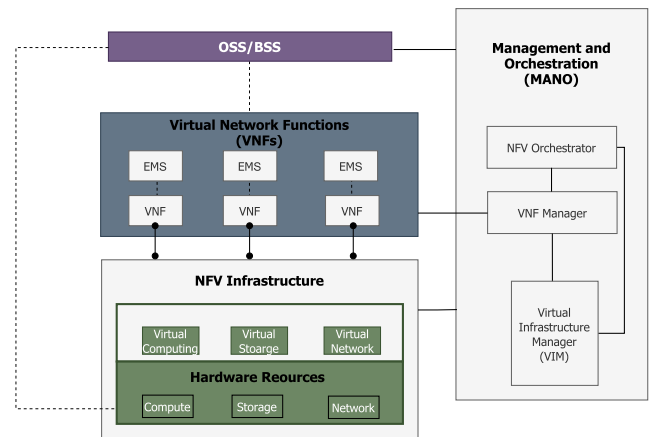 OSS/BSS
Management and
Orchestration
(MANO)
Virtual Network Functions
(VNFs)
EMS
EMS
EMS
VNF
VNF
VNF
NFV Orchestrator
VNF Manager
Virtual
Infrastructure
Manager
(VIM)
NFV Infrastructure
Virtual
Computing
Virtual
Stoarge
Virtual
Network
Hardware Reources
Compute
Storage
Network